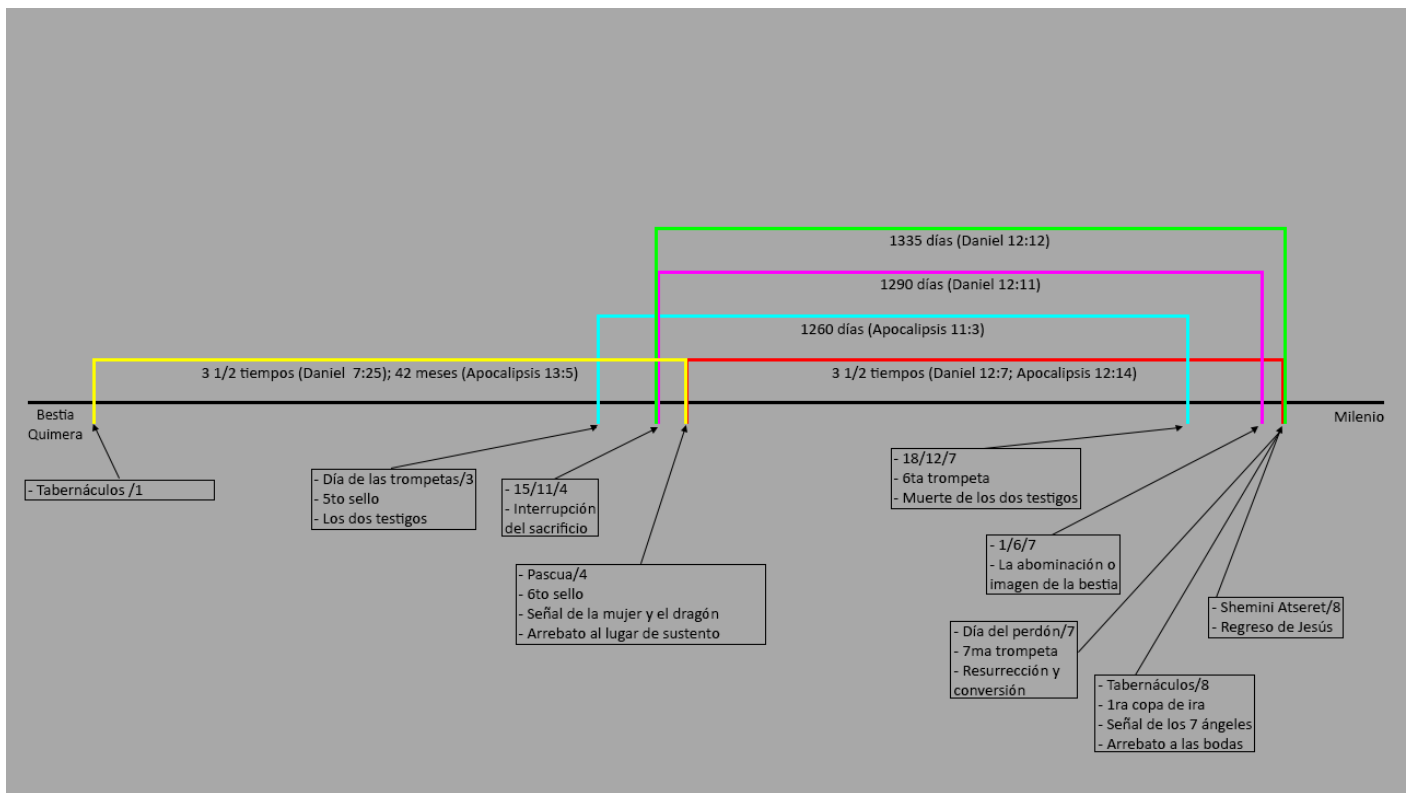 1335 días (Daniel 12:12)
1290 días (Daniel 12:11)
1260 días (Apocalipsis 11:3)
3 1/2 tiempos (Daniel 7:25); 42 meses (Apocalipsis 13:5)
3 1/2 tiempos (Daniel 12:7; Apocalipsis 12:14)
Bestia
Quimera
Milenio
- Tabernáculos /1
- Día de las trompetas/3
- 5to sello
- Los dos testigos
- 15/11/4
- Interrupción
del sacrificio
- Pascua/4
- 6to sello
- Señal de la mujer y el dragón
- Arrebato al lugar de sustento
- 18/12/7
- 6ta trompeta
- Muerte de los dos testigos
- 1/6/7
- La abominación o
imagen de la bestia
- Día del perdón/7
- 7ma trompeta
- Resurrección y
conversión
- Tabernáculos/8
- 1ra copa de ira
- Señal de los 7 ángeles
- Arrebato a las bodas
- Shemini Atseret/8
- Regreso de Jesús